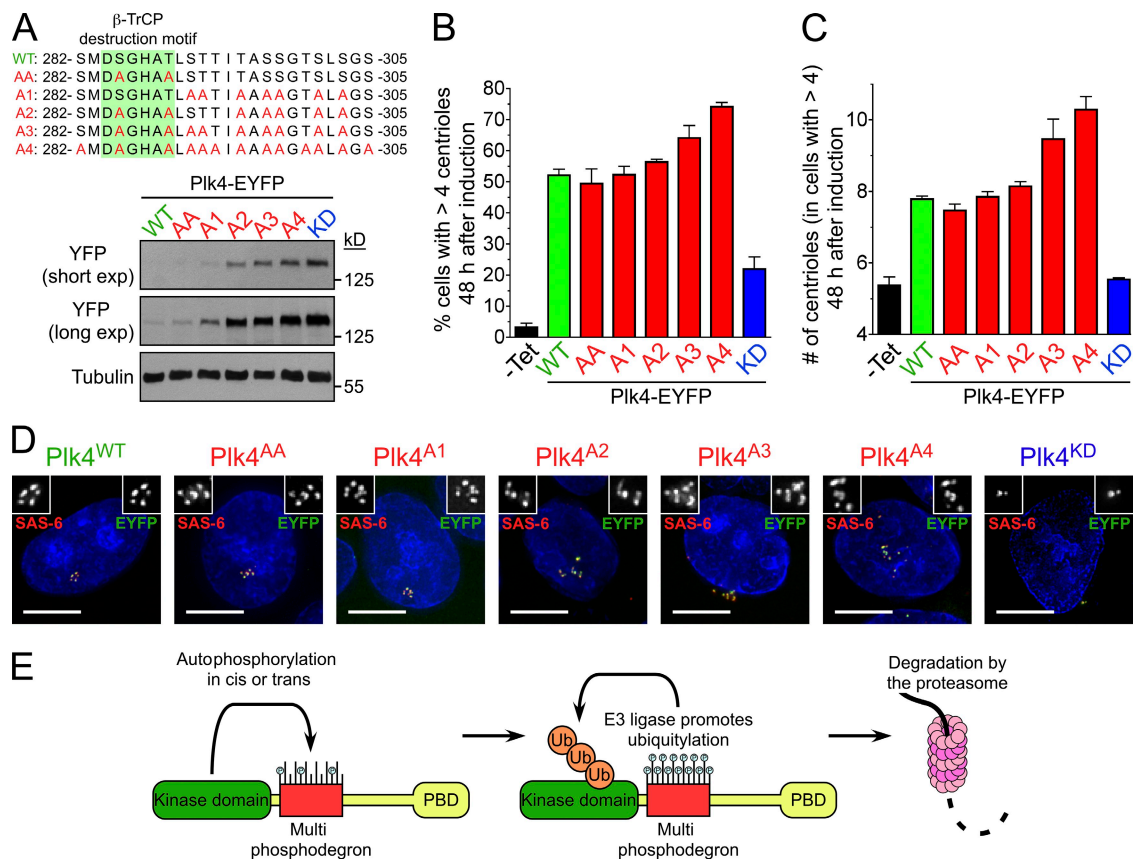 A
β-TrCP
destruction motif
WT: 282- SMDSGHATLSTTITASSGTSLSGS -305
AA: 282- SMDAGHAALSTTITASSGTSLSGS -305
A1: 282- SMDSGHATLAATIAAAAGTALAGS -305
A2: 282- SMDAGHAALSTTIAAAAGTALAGS -305
A3: 282- SMDAGHAALAATIAAAAGTALAGS -305
A4: 282- AMDAGHAALAAAIAAAAGAALAGA -305
Plk4-EYFP
WT AA A1 A2 A3 A4 KD
kD
YFP
(short exp)
125
YFP
(long exp)
125
Tubulin
55
B
% cells with > 4 centrioles
48 h after induction
80
70
60
50
40
30
20
10
0
-Tet WT AA A1 A2 A3 A4 KD
Plk4-EYFP
C
# of centrioles (in cells with > 4)
48 h after induction
10
8
6
4
-Tet WT AA A1 A2 A3 A4 KD
Plk4-EYFP
D
Plk4WT Plk4AA Plk4A1 Plk4A2 Plk4A3 Plk4A4 Plk4KD
SAS-6 EYFP SAS-6 EYFP SAS-6 EYFP SAS-6 EYFP SAS-6 EYFP SAS-6 EYFP SAS-6 EYFP
E
Autophosphorylation
in cis or trans
P P P
Kinase domain
PBD
Multi
phosphodegron
E3 ligase promotes
ubiquitylation
Ub
Ub
Ub
P P P P P P P P P P P P P
Kinase domain
PBD
Multi
phosphodegron
Degradation by
the proteasome